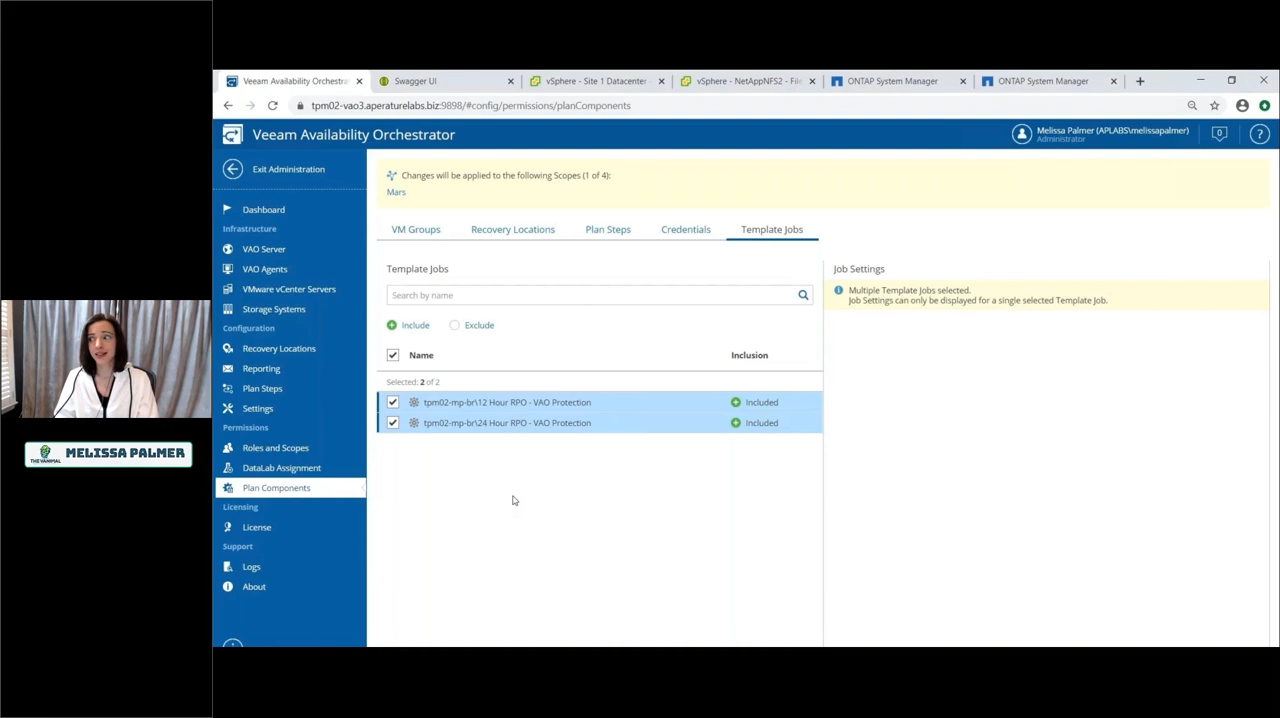 Veeam Availability Orchestra
Swagger UI
vSphere - Site 1 Datacenter
vSphere - NetAppNFS2 - File
ONTAP System Manager
ONTAP System Manager
tpm02-vao3.aperaturelabs.biz:9898/#config/permissions/planComponents
Veeam Availability Orchestrator
Melissa Palmer (APLABS\melissapalmer)
Administrator
0
?
Exit Administration
Dashboard
Infrastructure
VAO Server
VAO Agents
VMware vCenter Servers
Storage Systems
Configuration
Recovery Locations
Reporting
Plan Steps
Settings
Permissions
Roles and Scopes
DataLab Assignment
Plan Components
Licensing
License
Support
Logs
About
Changes will be applied to the following Scopes (1 of 4):
Mars
VM Groups
Recovery Locations
Plan Steps
Credentials
Template Jobs
Template Jobs
Search by name
Include
Exclude
Name
Inclusion
Selected: 2 of 2
tpm02-mp-br\12 Hour RPO - VAO Protection
Included
tpm02-mp-br\24 Hour RPO - VAO Protection
Included
Job Settings
Multiple Template Jobs selected.
Job Settings can only be displayed for a single selected Template Job.
THE VANIMAL
MELISSA PALMER